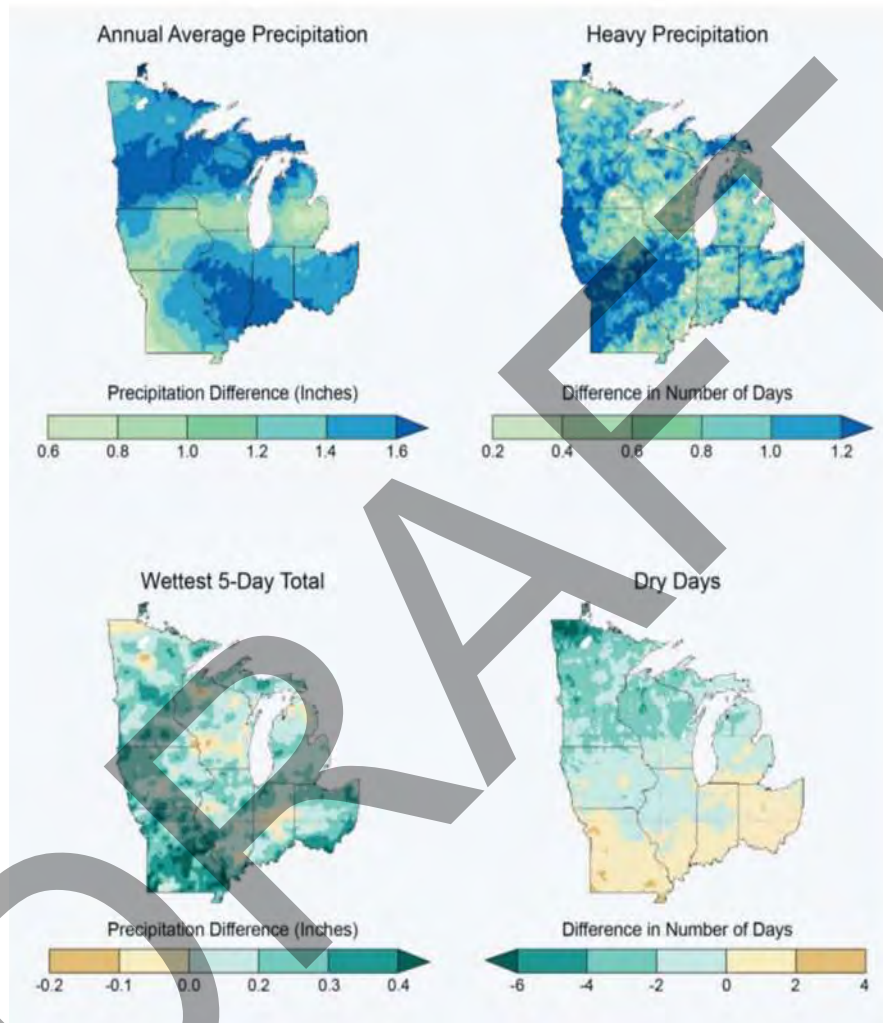 Annual Average Precipitation
Heavy Precipitation
Precipitation Difference (Inches)
0.6 0.8 1.0 1.2 1.4 1.6
Difference in Number of Days
0.2 0.4 0.6 0.8 1.0 1.2
Wettest 5-Day Total
Dry Days
Precipitation Difference (Inches)
-0.2 -0.1 0.0 0.2 0.3 0.4
Difference in Number of Days
-6 -4 -2 0 2 4
DRAFT